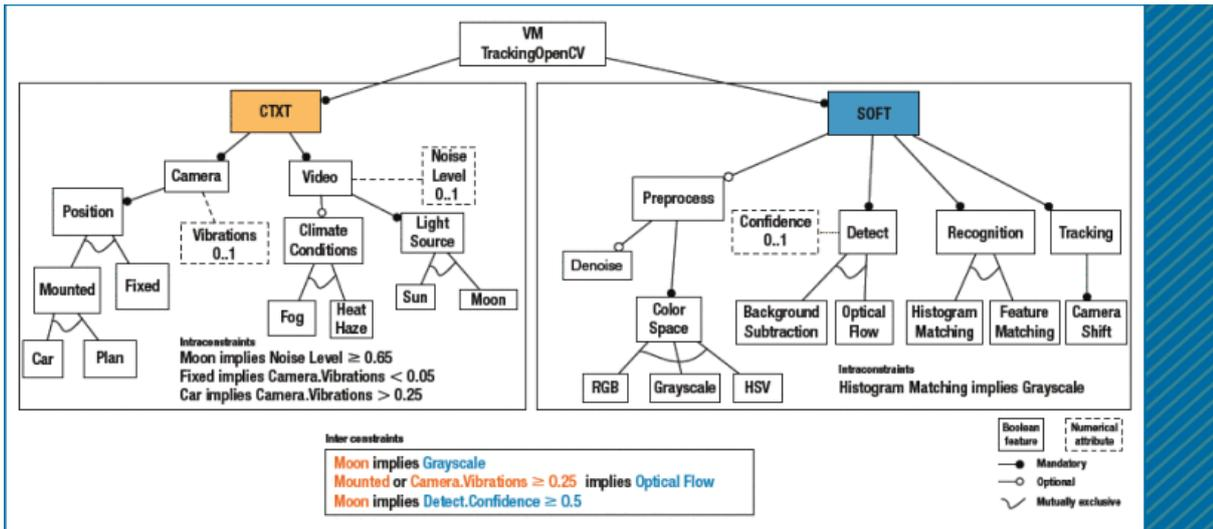 VM
TrackingOpenCV
CTXT
SOFT
Camera
Video
Noise
Level
0..1
Position
Vibrations
0..1
Climate
Conditions
Light
Source
Mounted
Fixed
Fog
Heat
Haze
Sun
Moon
Car
Plan
Intraconstraints
Moon implies Noise Level ≥ 0.65
Fixed implies Camera.Vibrations < 0.05
Car implies Camera.Vibrations > 0.25
Preprocess
Confidence
0..1
Detect
Recognition
Tracking
Denoise
Color
Space
Background
Subtraction
Optical
Flow
Histogram
Matching
Feature
Matching
Camera
Shift
RGB
Grayscale
HSV
Intraconstraints
Histogram Matching implies Grayscale
Inter constraints
Moon implies Grayscale
Mounted or Camera.Vibrations ≥ 0.25 implies Optical Flow
Moon implies Detect.Confidence ≥ 0.5
Boolean
feature
Numerical
attribute
Mandatory
Optional
Mutually exclusive